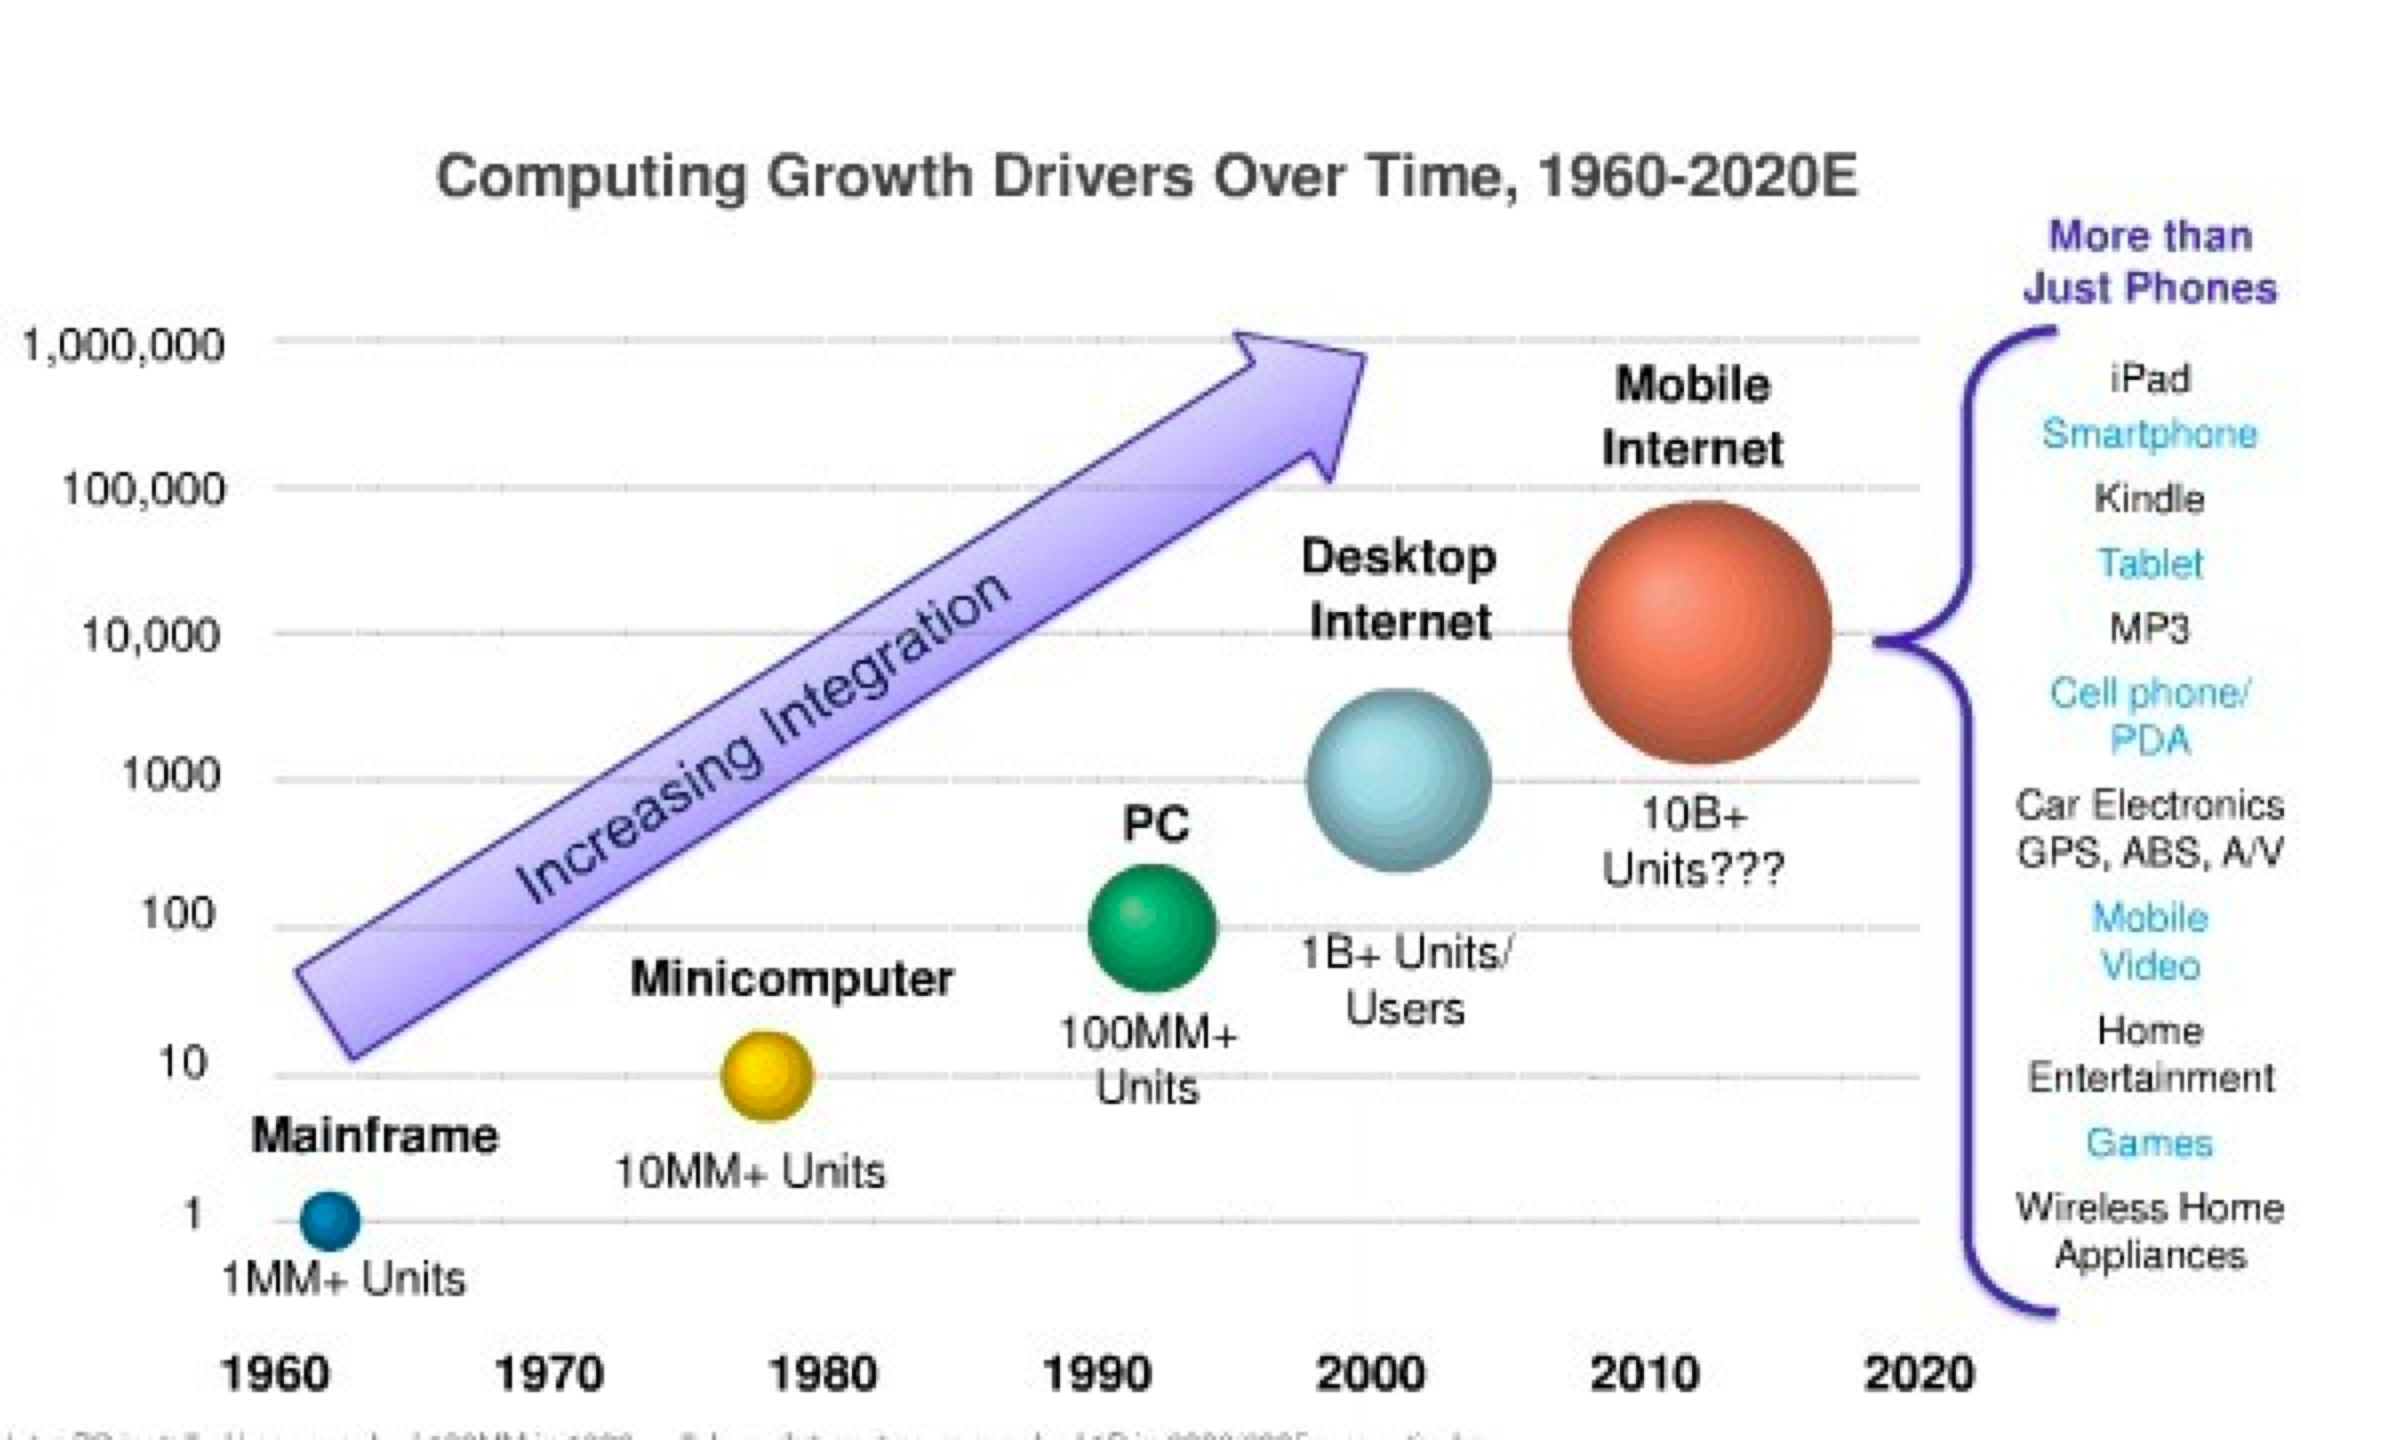 Computing Growth Drivers Over Time, 1960-2020E
More than
Just Phones
1,000,000
100,000
10,000
1000
100
10
1
Increasing Integration
Mainframe
1MM+ Units
Minicomputer
10MM+ Units
PC
100MM+
Units
Desktop
Internet
1B+ Units/
Users
Mobile
Internet
10B+
Units???
iPad
Smartphone
Kindle
Tablet
MP3
Cell phone/
PDA
Car Electronics
GPS, ABS, A/V
Mobile
Video
Home
Entertainment
Games
Wireless Home
Appliances
1960 1970 1980 1990 2000 2010 2020